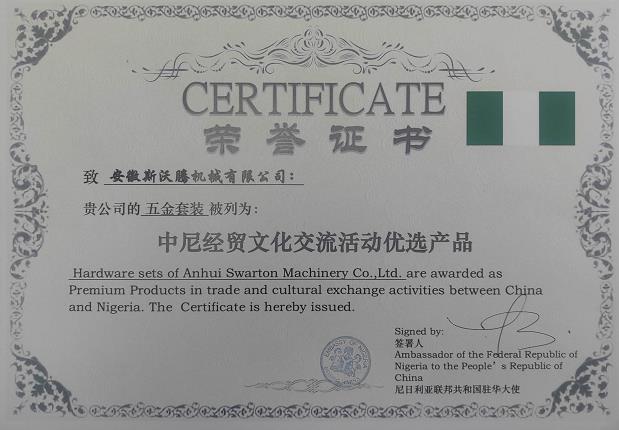 CERTIFICATE
荣誉证书
致 安徽斯沃腾机械有限公司：
贵公司的 五金套装 被列为：
中尼经贸文化交流活动优选产品
Hardware sets of Anhui Swarton Machinery Co.,Ltd. are awarded as
Premium Products in trade and cultural exchange activities between China
and Nigeria. The Certificate is hereby issued.
Signed by:
签署人
Ambassador of the Federal Republic of
Nigeria to the People’s Republic of
China
尼日利亚联邦共和国驻华大使
EMBASSY OF NIGERIA